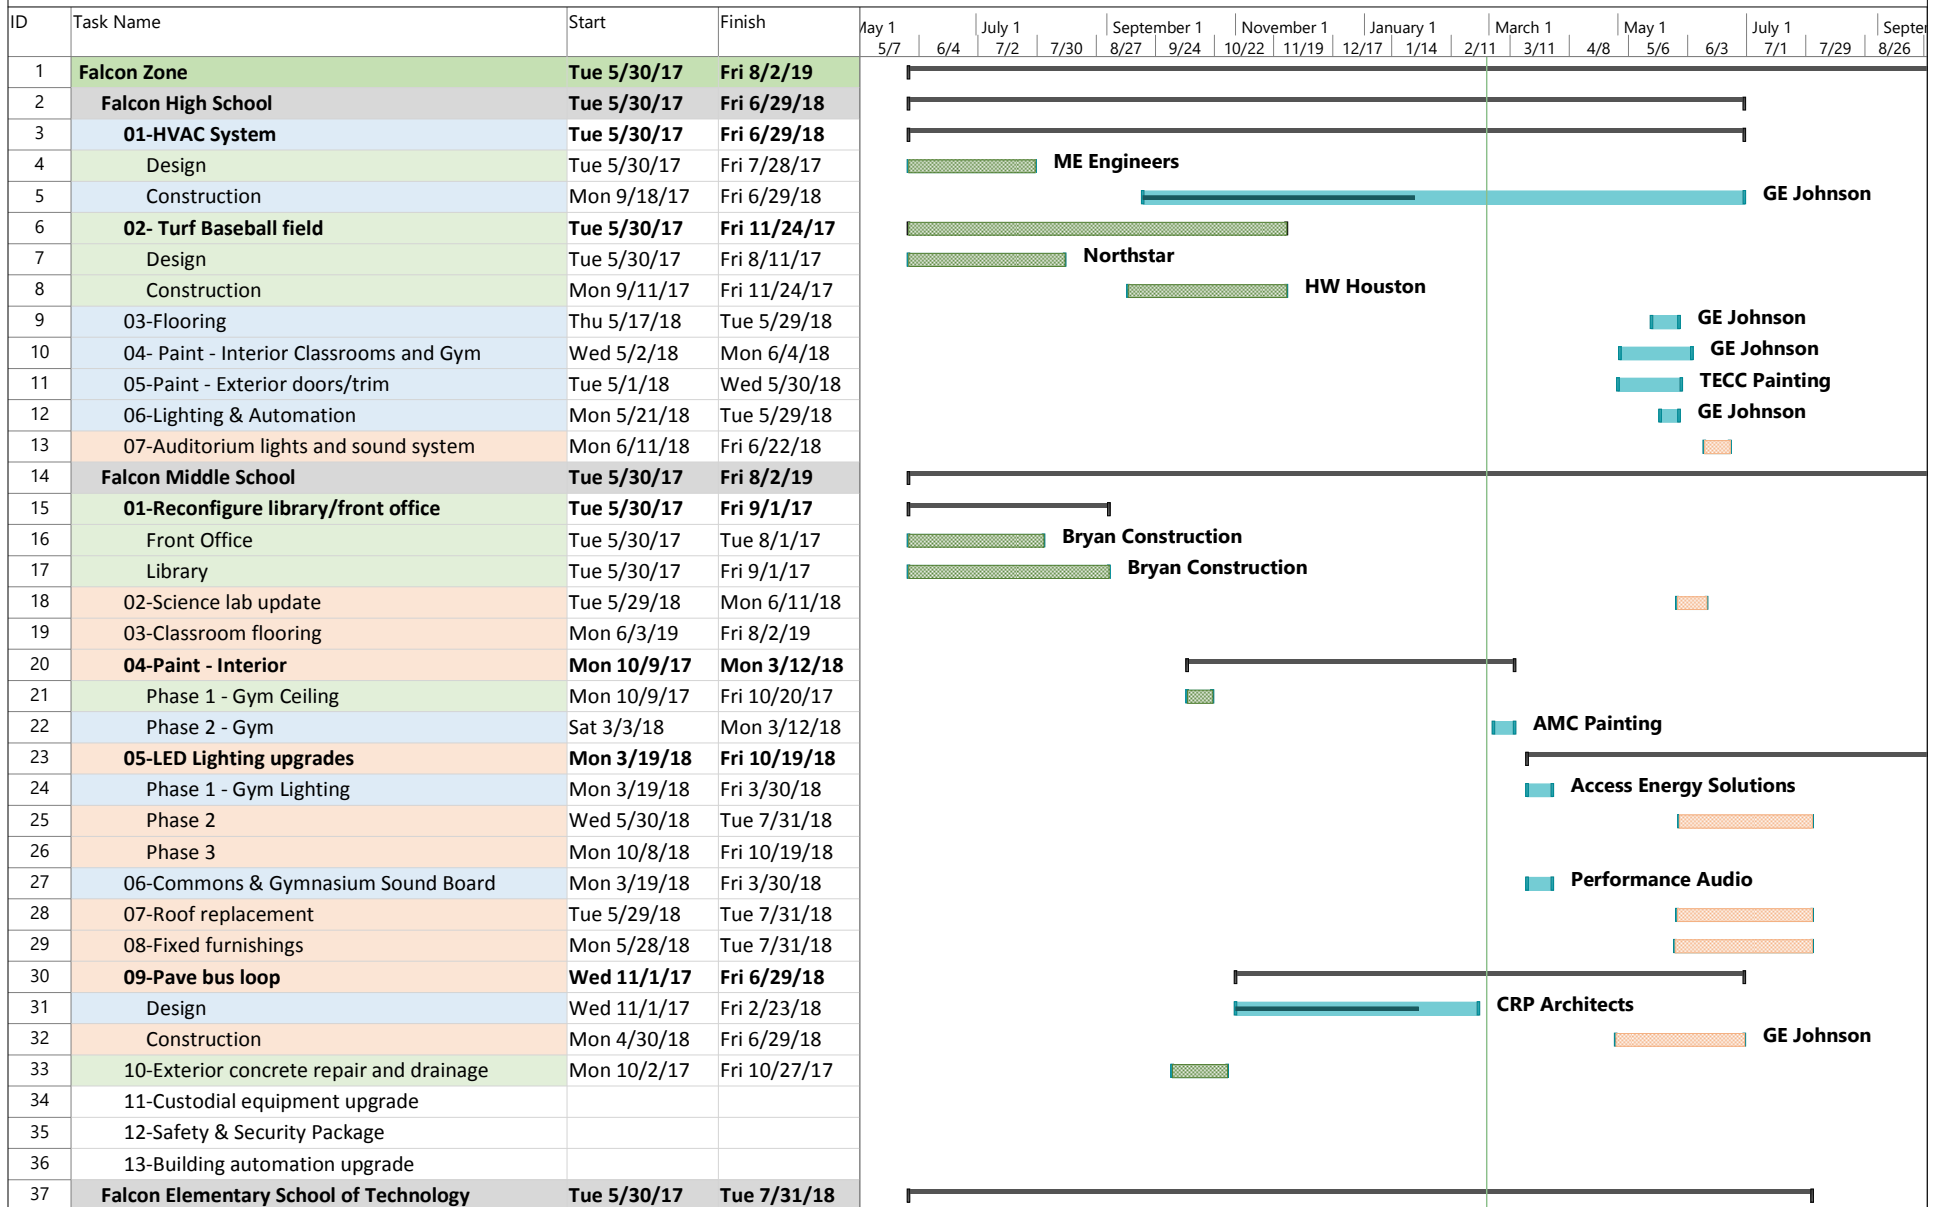 ID Task Name Start Finish May 1 July 1 September 1 November 1 January 1 March 1 May 1 July 1 Septer
5/7 6/4 7/2 7/30 8/27 9/24 10/22 11/19 12/17 1/14 2/11 3/11 4/8 5/6 6/3 7/1 7/29 8/26
1 Falcon Zone Tue 5/30/17 Fri 8/2/19
2 Falcon High School Tue 5/30/17 Fri 6/29/18
3 01-HVAC System Tue 5/30/17 Fri 6/29/18
4 Design Tue 5/30/17 Fri 7/28/17 ME Engineers
5 Construction Mon 9/18/17 Fri 6/29/18 GE Johnson
6 02- Turf Baseball field Tue 5/30/17 Fri 11/24/17
7 Design Tue 5/30/17 Fri 8/11/17 Northstar
8 Construction Mon 9/11/17 Fri 11/24/17 HW Houston
9 03-Flooring Thu 5/17/18 Tue 5/29/18 GE Johnson
10 04- Paint - Interior Classrooms and Gym Wed 5/2/18 Mon 6/4/18 GE Johnson
11 05-Paint - Exterior doors/trim Tue 5/1/18 Wed 5/30/18 TECC Painting
12 06-Lighting & Automation Mon 5/21/18 Tue 5/29/18 GE Johnson
13 07-Auditorium lights and sound system Mon 6/11/18 Fri 6/22/18
14 Falcon Middle School Tue 5/30/17 Fri 8/2/19
15 01-Reconfigure library/front office Tue 5/30/17 Fri 9/1/17
16 Front Office Tue 5/30/17 Tue 8/1/17 Bryan Construction
17 Library Tue 5/30/17 Fri 9/1/17 Bryan Construction
18 02-Science lab update Tue 5/29/18 Mon 6/11/18
19 03-Classroom flooring Mon 6/3/19 Fri 8/2/19
20 04-Paint - Interior Mon 10/9/17 Mon 3/12/18
21 Phase 1 - Gym Ceiling Mon 10/9/17 Fri 10/20/17
22 Phase 2 - Gym Sat 3/3/18 Mon 3/12/18 AMC Painting
23 05-LED Lighting upgrades Mon 3/19/18 Fri 10/19/18
24 Phase 1 - Gym Lighting Mon 3/19/18 Fri 3/30/18 Access Energy Solutions
25 Phase 2 Wed 5/30/18 Tue 7/31/18
26 Phase 3 Mon 10/8/18 Fri 10/19/18
27 06-Commons & Gymnasium Sound Board Mon 3/19/18 Fri 3/30/18 Performance Audio
28 07-Roof replacement Tue 5/29/18 Tue 7/31/18
29 08-Fixed furnishings Mon 5/28/18 Tue 7/31/18
30 09-Pave bus loop Wed 11/1/17 Fri 6/29/18
31 Design Wed 11/1/17 Fri 2/23/18 CRP Architects
32 Construction Mon 4/30/18 Fri 6/29/18 GE Johnson
33 10-Exterior concrete repair and drainage Mon 10/2/17 Fri 10/27/17
34 11-Custodial equipment upgrade
35 12-Safety & Security Package
36 13-Building automation upgrade
37 Falcon Elementary School of Technology Tue 5/30/17 Tue 7/31/18